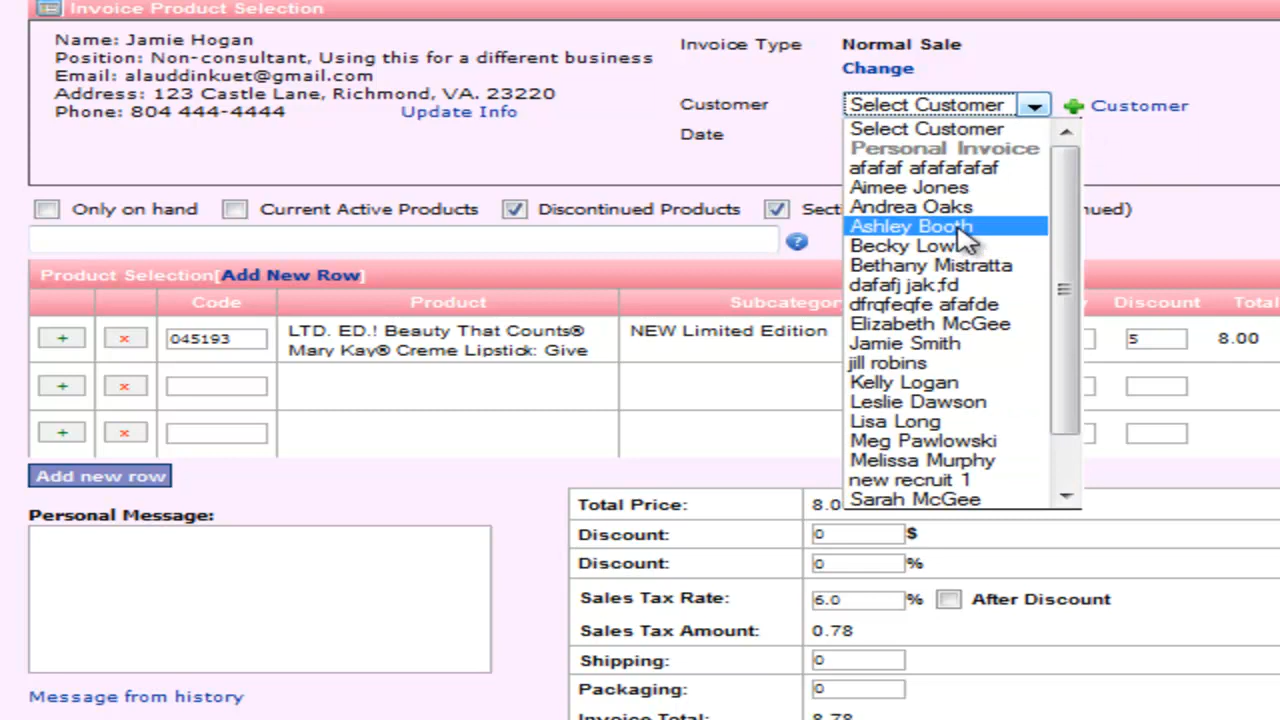 Invoice Product Selection
Name: Jamie Hogan
Position: Non-consultant, Using this for a different business
Email: alauddinkuet@gmail.com
Address: 123 Castle Lane, Richmond, VA. 23220
Phone: 804 444-4444 Update Info
Invoice Type Normal Sale
Change
Customer Select Customer Customer
Date
Select Customer
Personal Invoice
afafaf afafafafaf
Aimee Jones
Andrea Oaks
Ashley Booth
Becky Low
Bethany Mistratta
dafafj jak;fd
dfrqfeqfe afafde
Elizabeth McGee
Jamie Smith
jill robins
Kelly Logan
Leslie Dawson
Lisa Long
Meg Pawlowski
Melissa Murphy
new recruit 1
Sarah McGee
Only on hand Current Active Products Discontinued Products Sect nued)
?
Product Selection[Add New Row]
Code Product Subcategor y Discount Total
+ x 045193 LTD. ED.! Beauty That Counts® NEW Limited Edition 5 8.00
Mary Kay® Creme Lipstick: Give
+ x
+ x
Add new row
Personal Message:
Message from history
Total Price: 8.0
Discount: 0 $
Discount: 0 %
Sales Tax Rate: 6.0 % After Discount
Sales Tax Amount: 0.78
Shipping: 0
Packaging: 0
Invoice Total: 8.78